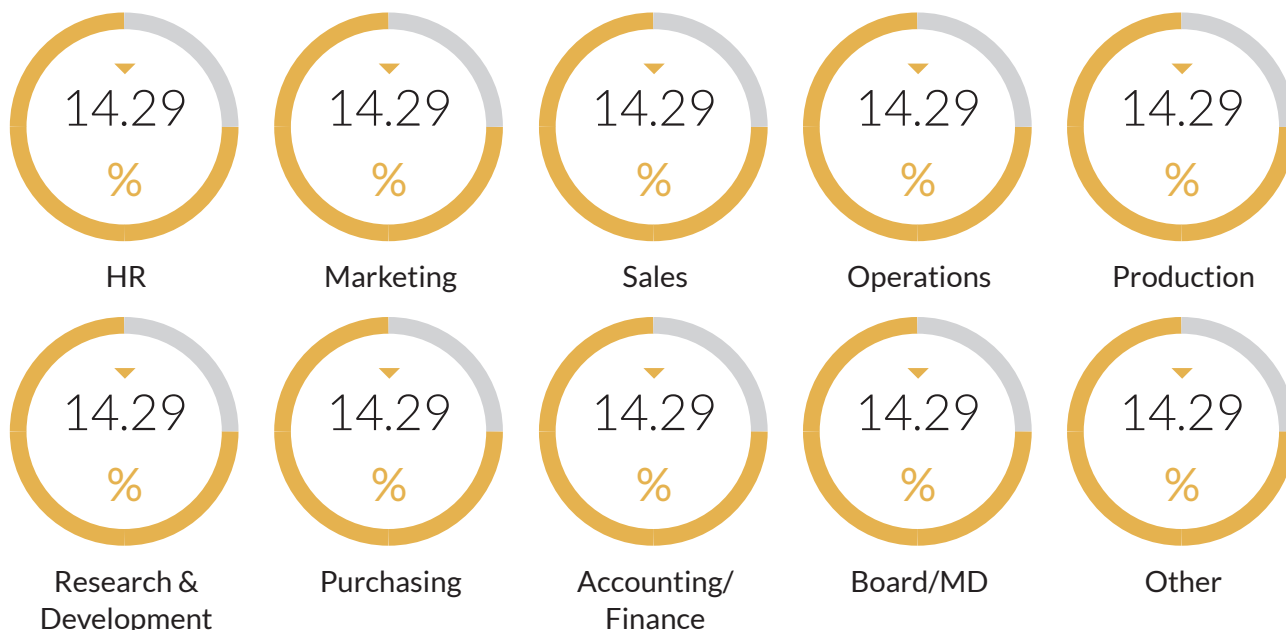 14.29 14.29 14.29 14.29 14.29
% % % % %
HR Marketing Sales Operations Production
14.29 14.29 14.29 14.29 14.29
% % % % %
Research & Purchasing Accounting/ Board/MD Other
Development Finance